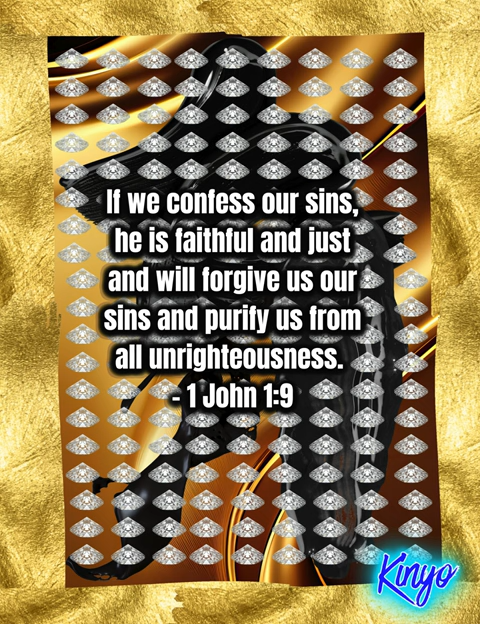 If we confess our sins,
he is faithful and just
and will forgive us our
sins and purify us from
all unrighteousness.
- 1 John 1:9
Kinyo